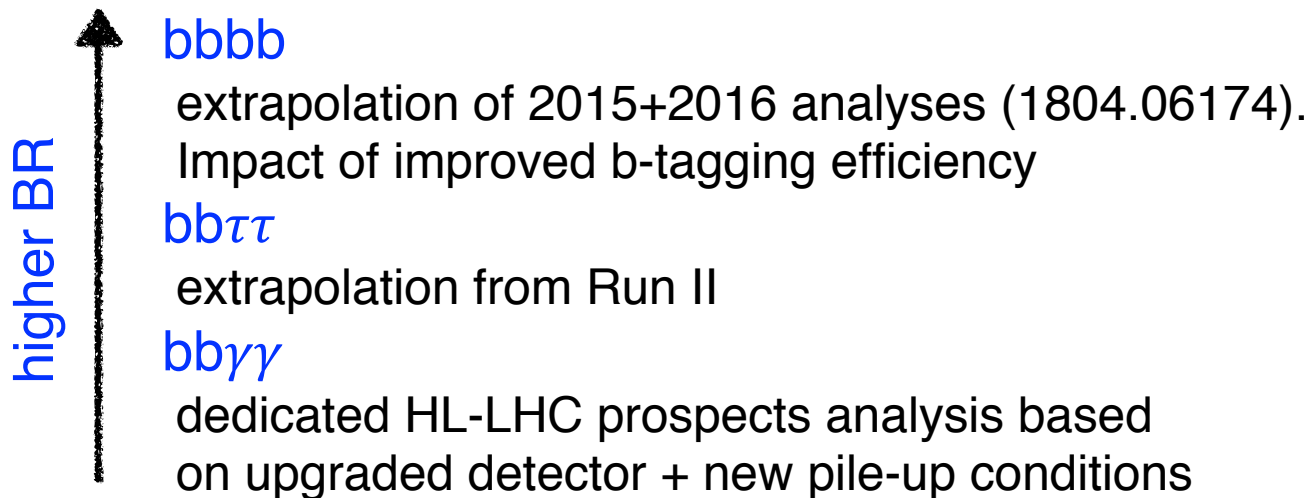 higher BR
bbbb
extrapolation of 2015+2016 analyses (1804.06174).
Impact of improved b-tagging efficiency
bbττ
extrapolation from Run II
bbγγ
dedicated HL-LHC prospects analysis based
on upgraded detector + new pile-up conditions